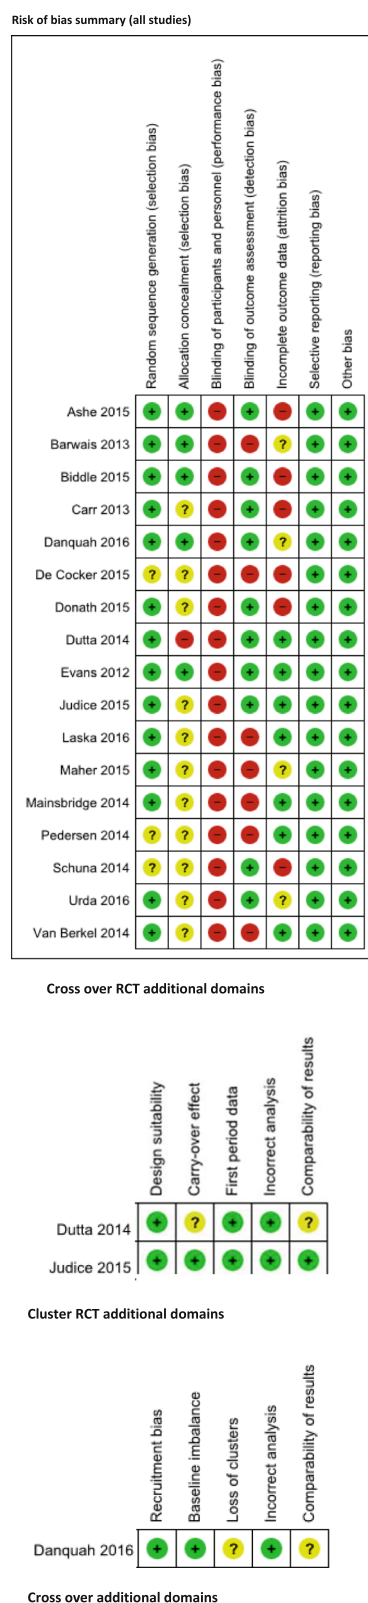 Risk of bias summary (all studies)
Random sequence generation (selection bias)
Allocation concealment (selection bias)
Blinding of participants and personnel (performance bias)
Blinding of outcome assessment (detection bias)
Incomplete outcome data (attrition bias)
Selective reporting (reporting bias)
Other bias
Ashe 2015 + + - + - + +
Barwais 2013 + + - - ? + +
Biddle 2015 + + - + - + +
Carr 2013 + ? - + - + +
Danquah 2016 + + - + ? + +
De Cocker 2015 ? ? - - - + +
Donath 2015 + ? - + - + +
Dutta 2014 + - - + + + +
Evans 2012 + + - + + + +
Judice 2015 + ? - + + + +
Laska 2016 + ? - - + + +
Maher 2015 + ? - - ? + +
Mainsbridge 2014 + ? - - + + +
Pedersen 2014 ? ? - - + + +
Schuna 2014 ? ? - + - + +
Urda 2016 + ? - + ? + +
Van Berkel 2014 + ? - - + + +
Cross over RCT additional domains
Design suitability
Carry-over effect
First period data
Incorrect analysis
Comparability of results
Dutta 2014 + ? + + ?
Judice 2015 + + + + +
Cluster RCT additional domains
Recruitment bias
Baseline imbalance
Loss of clusters
Incorrect analysis
Comparability of results
Danquah 2016 + + ? + ?
Cross over additional domains